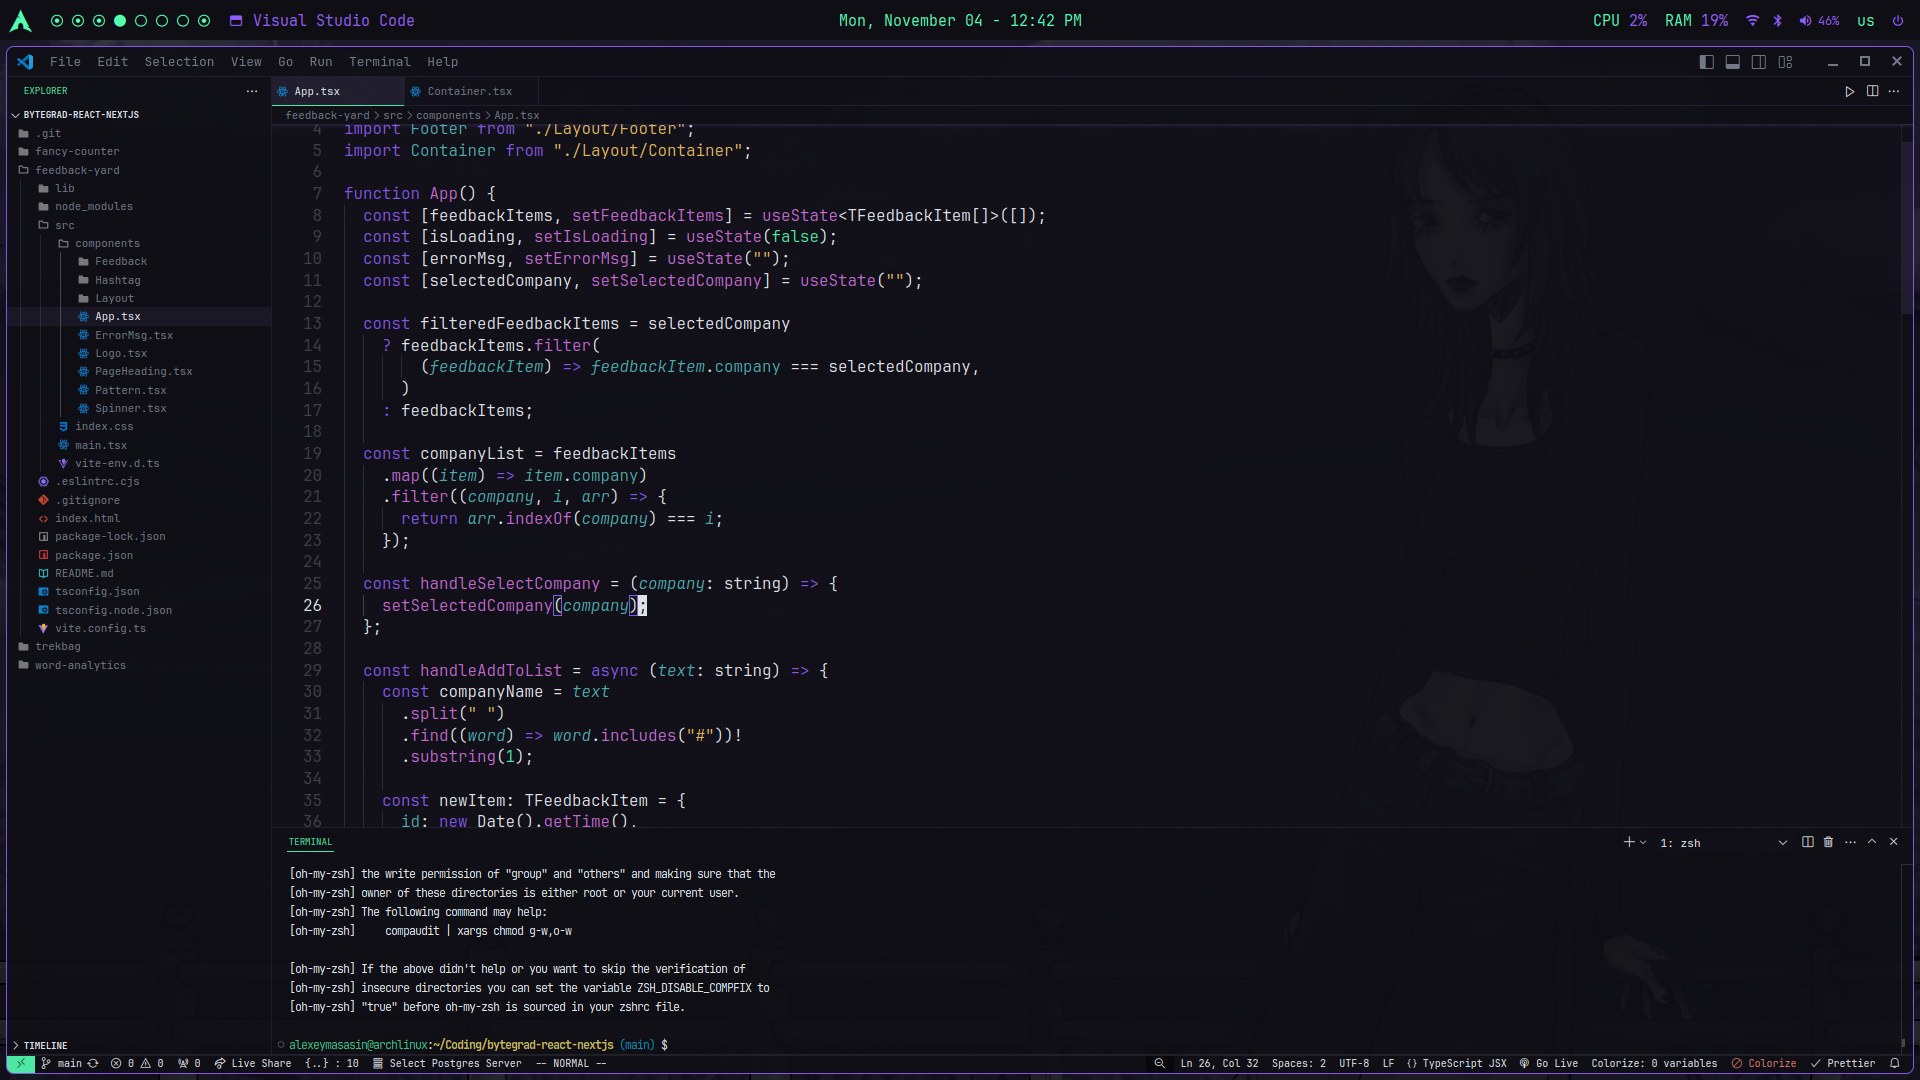 Visual Studio Code
Mon, November 04 - 12:42 PM
CPU 2% RAM 19% 46% US
File Edit Selection View Go Run Terminal Help
EXPLORER
BYTEGRAD-REACT-NEXTJS
.git
fancy-counter
feedback-yard
lib
node_modules
src
components
Feedback
Hashtag
Layout
App.tsx
ErrorMsg.tsx
Logo.tsx
PageHeading.tsx
Pattern.tsx
Spinner.tsx
index.css
main.tsx
vite-env.d.ts
.eslintrc.cjs
.gitignore
index.html
package-lock.json
package.json
README.md
tsconfig.json
tsconfig.node.json
vite.config.ts
trekbag
word-analytics
TIMELINE
App.tsx Container.tsx
feedback-yard > src > components > App.tsx
4 import Footer from "./Layout/Footer";
5 import Container from "./Layout/Container";
6
7 function App() {
8 const [feedbackItems, setFeedbackItems] = useState<TFeedbackItem[]>([]);
9 const [isLoading, setIsLoading] = useState(false);
10 const [errorMsg, setErrorMsg] = useState("");
11 const [selectedCompany, setSelectedCompany] = useState("");
12
13 const filteredFeedbackItems = selectedCompany
14 ? feedbackItems.filter(
15 (feedbackItem) => feedbackItem.company === selectedCompany,
16 )
17 : feedbackItems;
18
19 const companyList = feedbackItems
20 .map((item) => item.company)
21 .filter((company, i, arr) => {
22 return arr.indexOf(company) === i;
23 });
24
25 const handleSelectCompany = (company: string) => {
26 setSelectedCompany(company);
27 };
28
29 const handleAddToList = async (text: string) => {
30 const companyName = text
31 .split(" ")
32 .find((word) => word.includes("#"))!
33 .substring(1);
34
35 const newItem: TFeedbackItem = {
36 id: new Date().getTime(),
TERMINAL
1: zsh
[oh-my-zsh] the write permission of "group" and "others" and making sure that the
[oh-my-zsh] owner of these directories is either root or your current user.
[oh-my-zsh] The following command may help:
[oh-my-zsh] compaudit | xargs chmod g-w,o-w
[oh-my-zsh] If the above didn't help or you want to skip the verification of
[oh-my-zsh] insecure directories you can set the variable ZSH_DISABLE_COMPFIX to
[oh-my-zsh] "true" before oh-my-zsh is sourced in your zshrc file.
alexeymasasin@archlinux:~/Coding/bytegrad-react-nextjs (main) $
main 0 0 0 Live Share {..} : 10 Select Postgres Server -- NORMAL -- Ln 26, Col 32 Spaces: 2 UTF-8 LF {} TypeScript JSX Go Live Colorize: 0 variables Colorize Prettier